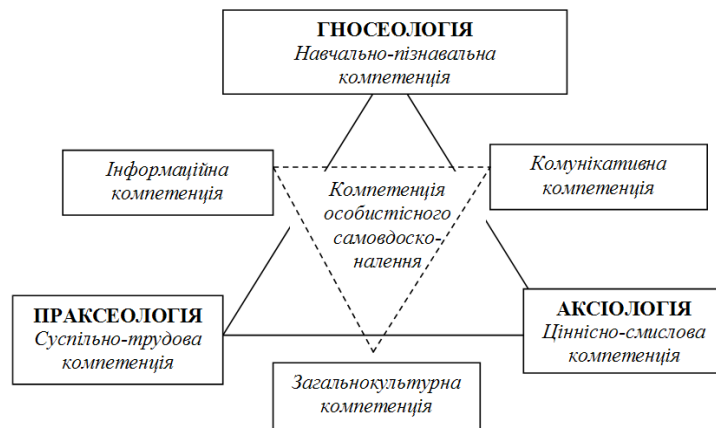 ГНОСЕОЛОГІЯ
Навчально-пізнавальна
компетенція
Інформаційна
компетенція
Комунікативна
компетенція
Компетенція
особистісного
самовдоско-
налення
ПРАКСЕОЛОГІЯ
Суспільно-трудова
компетенція
АКСІОЛОГІЯ
Ціннісно-смислова
компетенція
Загальнокультурна
компетенція